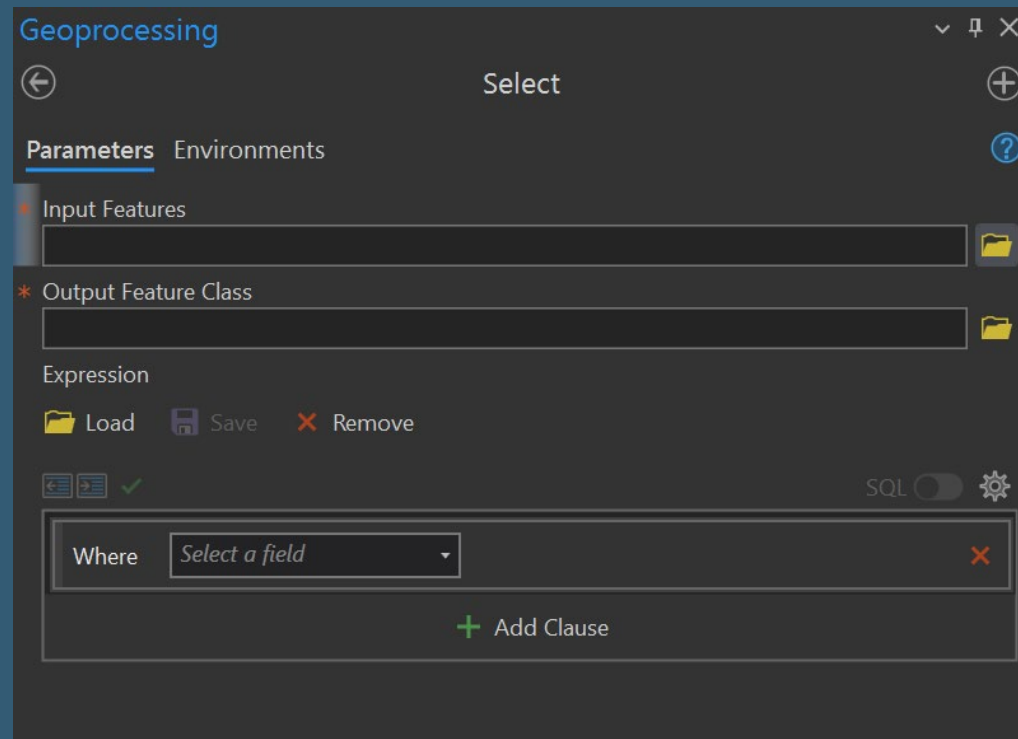 Geoprocessing
Select
Parameters Environments
* Input Features
* Output Feature Class
Expression
Load Save Remove
SQL
Where Select a field
Add Clause